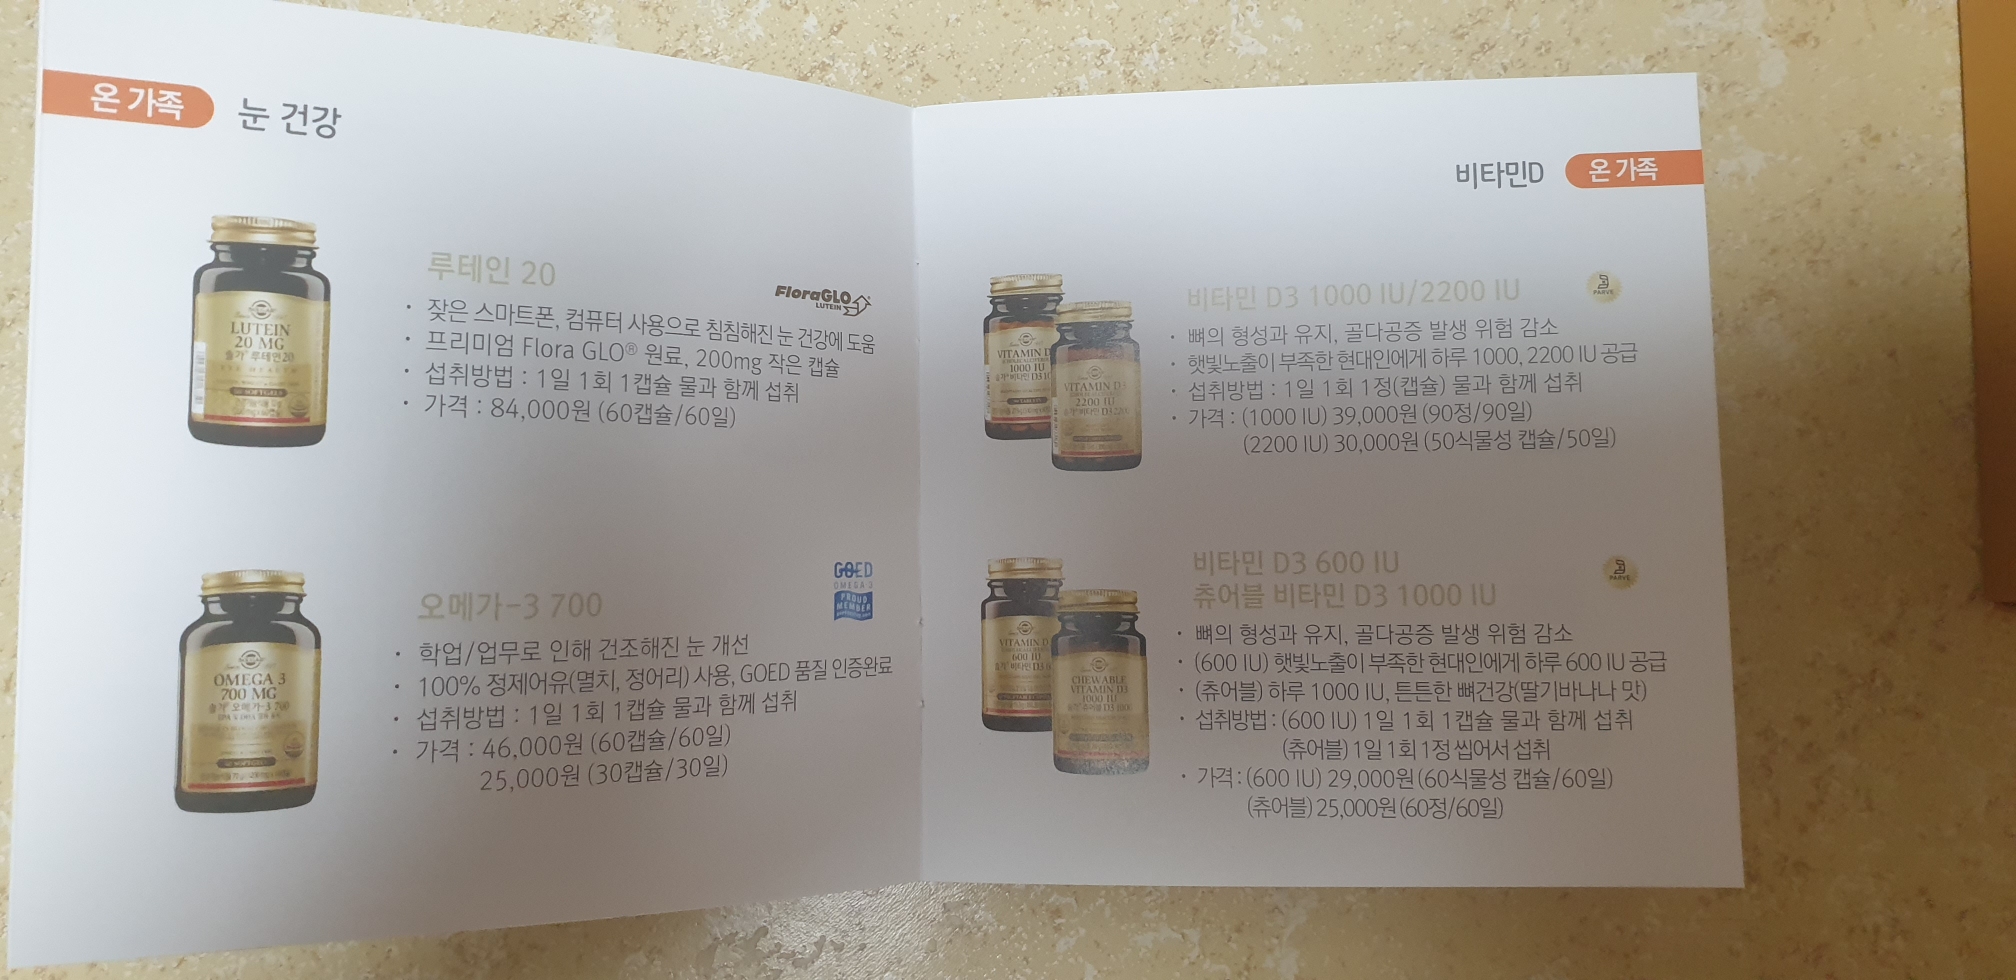 온 가족 눈 건강
루테인 20
FloraGLO
LUTEIN
· 잦은 스마트폰, 컴퓨터 사용으로 침침해진 눈 건강에 도움
· 프리미엄 Flora GLO® 원료, 200mg 작은 캡슐
· 섭취방법 : 1일 1회 1캡슐 물과 함께 섭취
· 가격 : 84,000원 (60캡슐/60일)
LUTEIN
20 MG
솔가 루테인20
오메가-3 700
GOED
OMEGA-3
PROUD
MEMBER
· 학업/업무로 인해 건조해진 눈 개선
· 100% 정제어유(멸치, 정어리) 사용, GOED 품질 인증완료
· 섭취방법 : 1일 1회 1캡슐 물과 함께 섭취
· 가격 : 46,000원 (60캡슐/60일)
25,000원 (30캡슐/30일)
OMEGA 3
700 MG
솔가 오메가-3 700
비타민D 온 가족
비타민 D3 1000 IU/2200 IU
PARVE
· 뼈의 형성과 유지, 골다공증 발생 위험 감소
· 햇빛노출이 부족한 현대인에게 하루 1000, 2200 IU 공급
· 섭취방법 : 1일 1회 1정(캡슐) 물과 함께 섭취
· 가격 : (1000 IU) 39,000원 (90정/90일)
(2200 IU) 30,000원 (50식물성 캡슐/50일)
VITAMIN D
1000 IU
VITAMIN D3
2200 IU
비타민 D3 600 IU
츄어블 비타민 D3 1000 IU
PARVE
· 뼈의 형성과 유지, 골다공증 발생 위험 감소
· (600 IU) 햇빛노출이 부족한 현대인에게 하루 600 IU 공급
· (츄어블) 하루 1000 IU, 튼튼한 뼈건강(딸기바나나 맛)
· 섭취방법 : (600 IU) 1일 1회 1캡슐 물과 함께 섭취
(츄어블) 1일 1회 1정 씹어서 섭취
· 가격 : (600 IU) 29,000원 (60식물성 캡슐/60일)
(츄어블) 25,000원 (60정/60일)
VITAMIN D
600 IU
CHEWABLE
VITAMIN D3
1000 IU